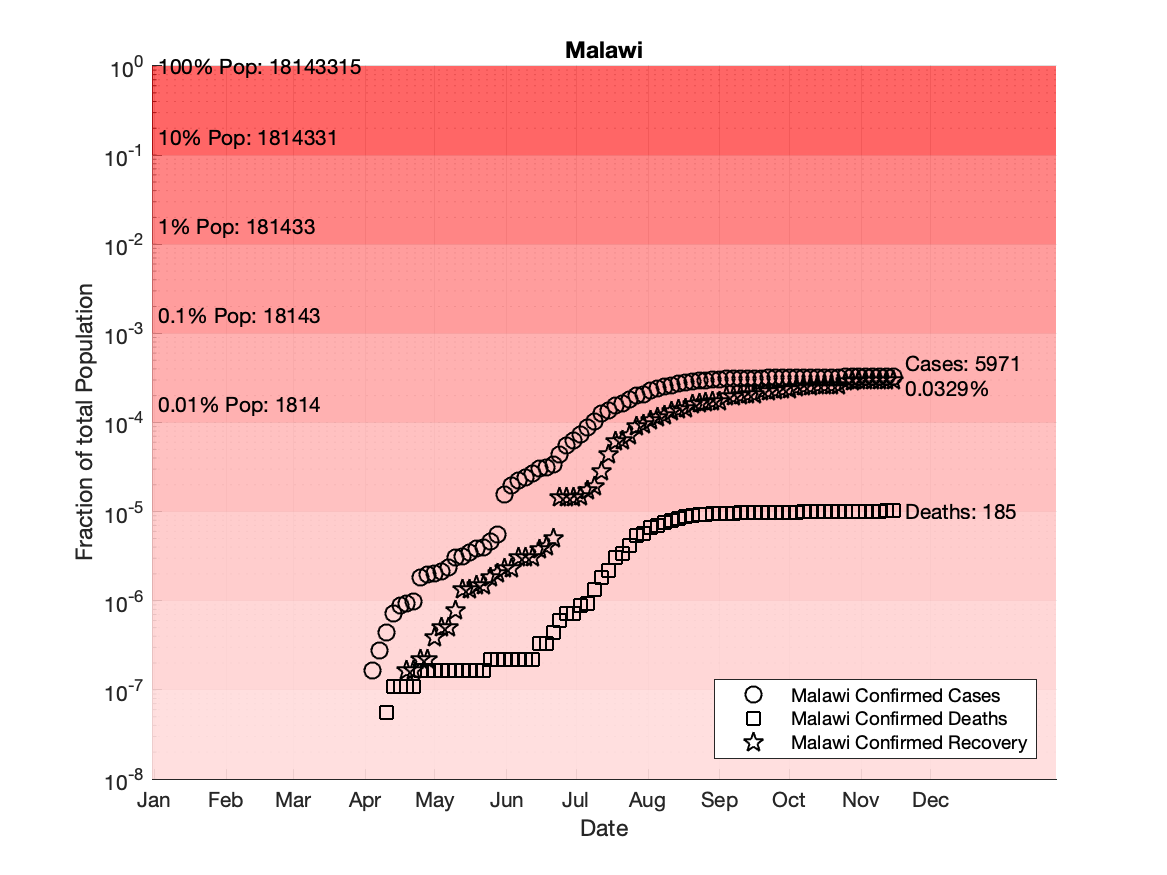 Malawi
10^0
100% Pop: 18143315
10% Pop: 1814331
10^-1
1% Pop: 181433
10^-2
0.1% Pop: 18143
10^-3
Cases: 5971
0.0329%
0.01% Pop: 1814
10^-4
10^-5
Deaths: 185
10^-6
10^-7
10^-8
Fraction of total Population
Malawi Confirmed Cases
Malawi Confirmed Deaths
Malawi Confirmed Recovery
Jan Feb Mar Apr May Jun Jul Aug Sep Oct Nov Dec
Date